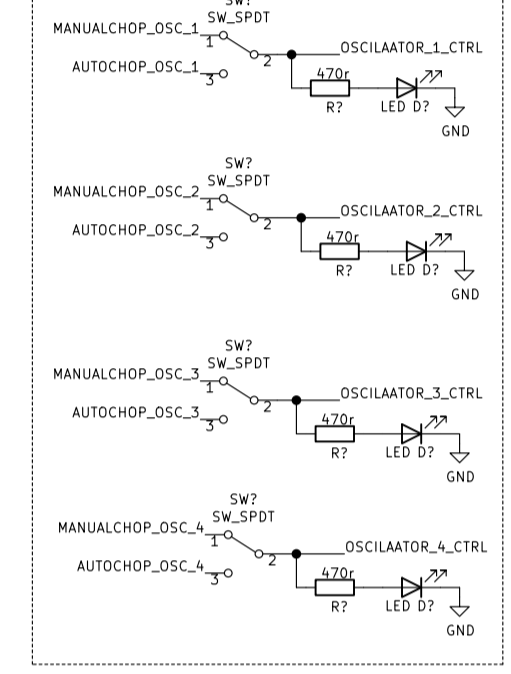 SW?
SW_SPDT
MANUALCHOP_OSC_1
1
2
OSCILAATOR_1_CTRL
AUTOCHOP_OSC_1
3
470r
R?
LED D?
GND
SW?
SW_SPDT
MANUALCHOP_OSC_2
1
2
OSCILAATOR_2_CTRL
AUTOCHOP_OSC_2
3
470r
R?
LED D?
GND
SW?
SW_SPDT
MANUALCHOP_OSC_3
1
2
OSCILAATOR_3_CTRL
AUTOCHOP_OSC_3
3
470r
R?
LED D?
GND
SW?
SW_SPDT
MANUALCHOP_OSC_4
1
2
OSCILAATOR_4_CTRL
AUTOCHOP_OSC_4
3
470r
R?
LED D?
GND